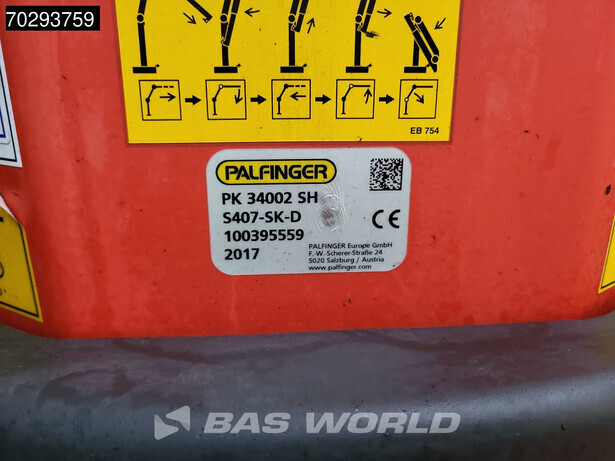 70293759
EB 754
PALFINGER
PK 34002 SH
S407-SK-D
100395559
2017
PALFINGER Europe GmbH
F.-W.-Scherer-Straße 24
5020 Salzburg / Austria
www.palfinger.com
BAS WORLD